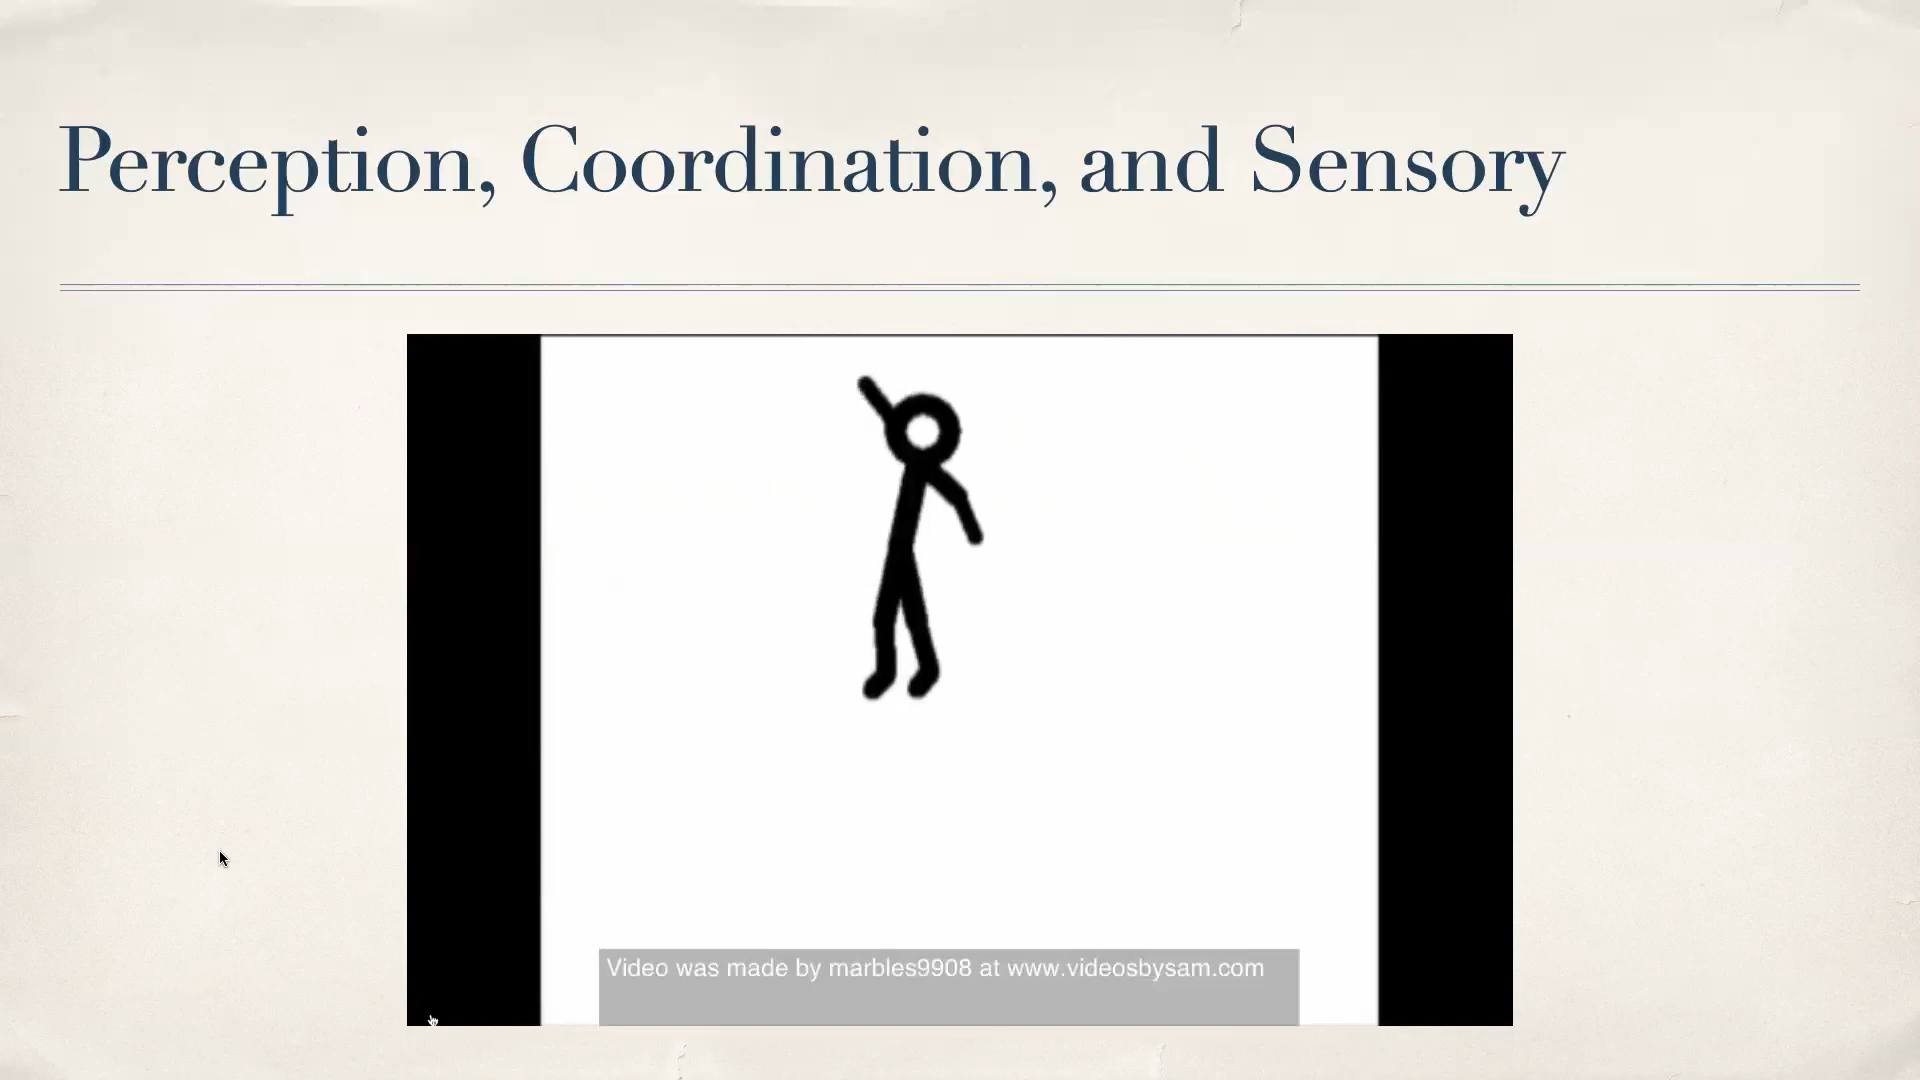 Perception, Coordination, and Sensory
Video was made by marbles9908 at www.videosbysam.com